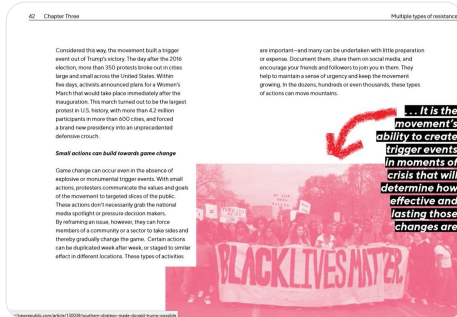 42 Chapter Three
Multiple types of resistance
Considered this way, the movement built a trigger
event out of Trump's victory. The day after the 2016
election, more than 350 protests broke out in cities
large and small across the United States. Within
five days, activists announced plans for a Women's
March that would take place immediately after the
inauguration. This march turned out to be the largest
protest in U.S. history, with more than 4.2 million
participants in more than 600 cities, and forced
a brand new presidency into an unprecedented
defensive crouch.
Small actions can build towards game change
Game change can occur even in the absence of
explosive or monumental trigger events. With small
actions, protesters communicate the values and goals
of the movement to targeted slices of the public.
These actions don't necessarily grab the national
media spotlight or pressure decision makers.
By reframing an issue, however, they can force
members of a community or a sector to take sides and
thereby gradually change the game. Certain actions
can be duplicated week after week, or staged to similar
effect in different locations. These types of activities
are important—and many can be undertaken with little preparation
or expense. Document them, share them on social media, and
encourage your friends and followers to join you in them. They
help to maintain a sense of urgency and keep the movement
growing. In the dozens, hundreds or even thousands, these types
of actions can move mountains.
... It is the
movement's
ability to create
trigger events
in moments of
crisis that will
determine how
effective and
lasting those
changes are
BLACK LIVES MATTER